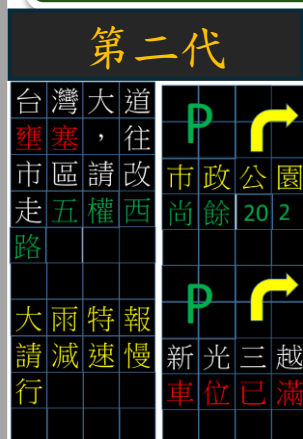 第二代
台灣大道
壅塞，往
市區請改
走五權西
路
大雨特報
請減速慢
行
P
市政公園
尚餘202
P
新光三越
車位已滿